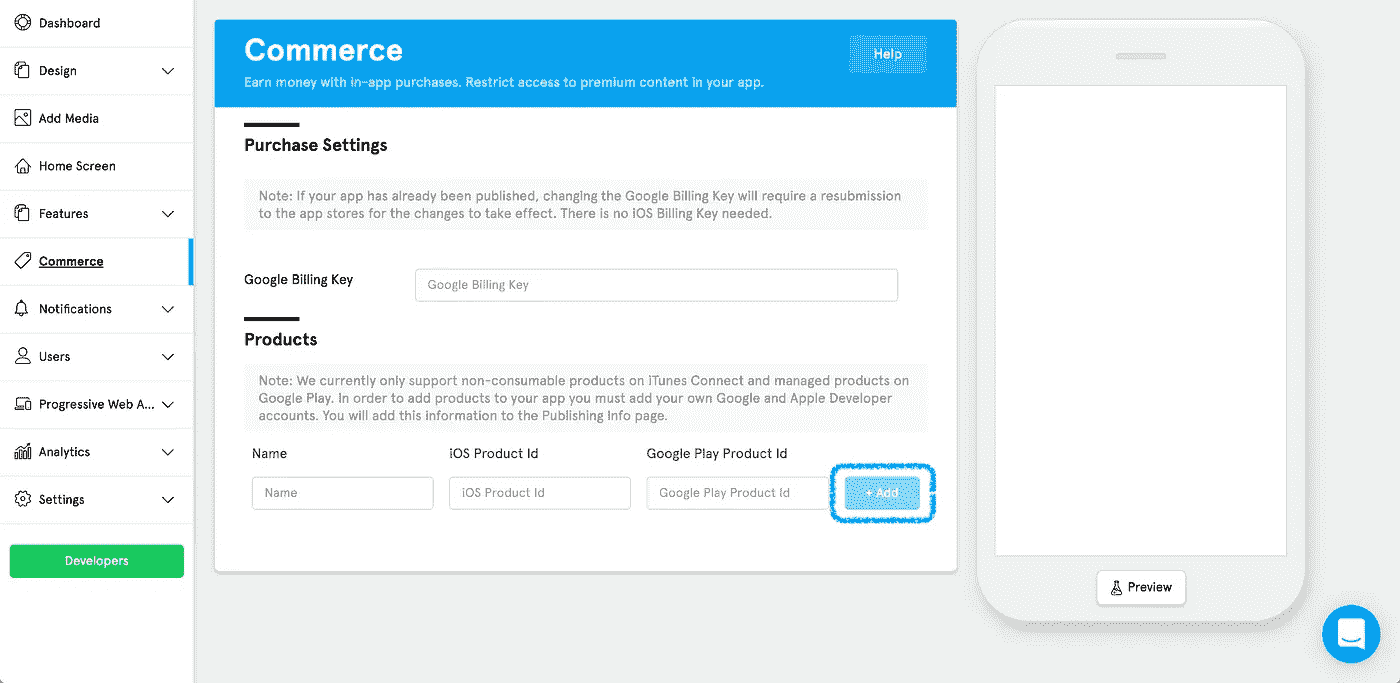 Dashboard
Design
Add Media
Home Screen
Features
Commerce
Notifications
Users
Progressive Web A...
Analytics
Settings
Developers
Commerce
Help
Earn money with in-app purchases. Restrict access to premium content in your app.
Purchase Settings
Note: If your app has already been published, changing the Google Billing Key will require a resubmission
to the app stores for the changes to take effect. There is no iOS Billing Key needed.
Google Billing Key
Google Billing Key
Products
Note: We currently only support non-consumable products on iTunes Connect and managed products on
Google Play. In order to add products to your app you must add your own Google and Apple Developer
accounts. You will add this information to the Publishing Info page.
Name iOS Product Id Google Play Product Id
Name iOS Product Id Google Play Product Id + Add
Preview